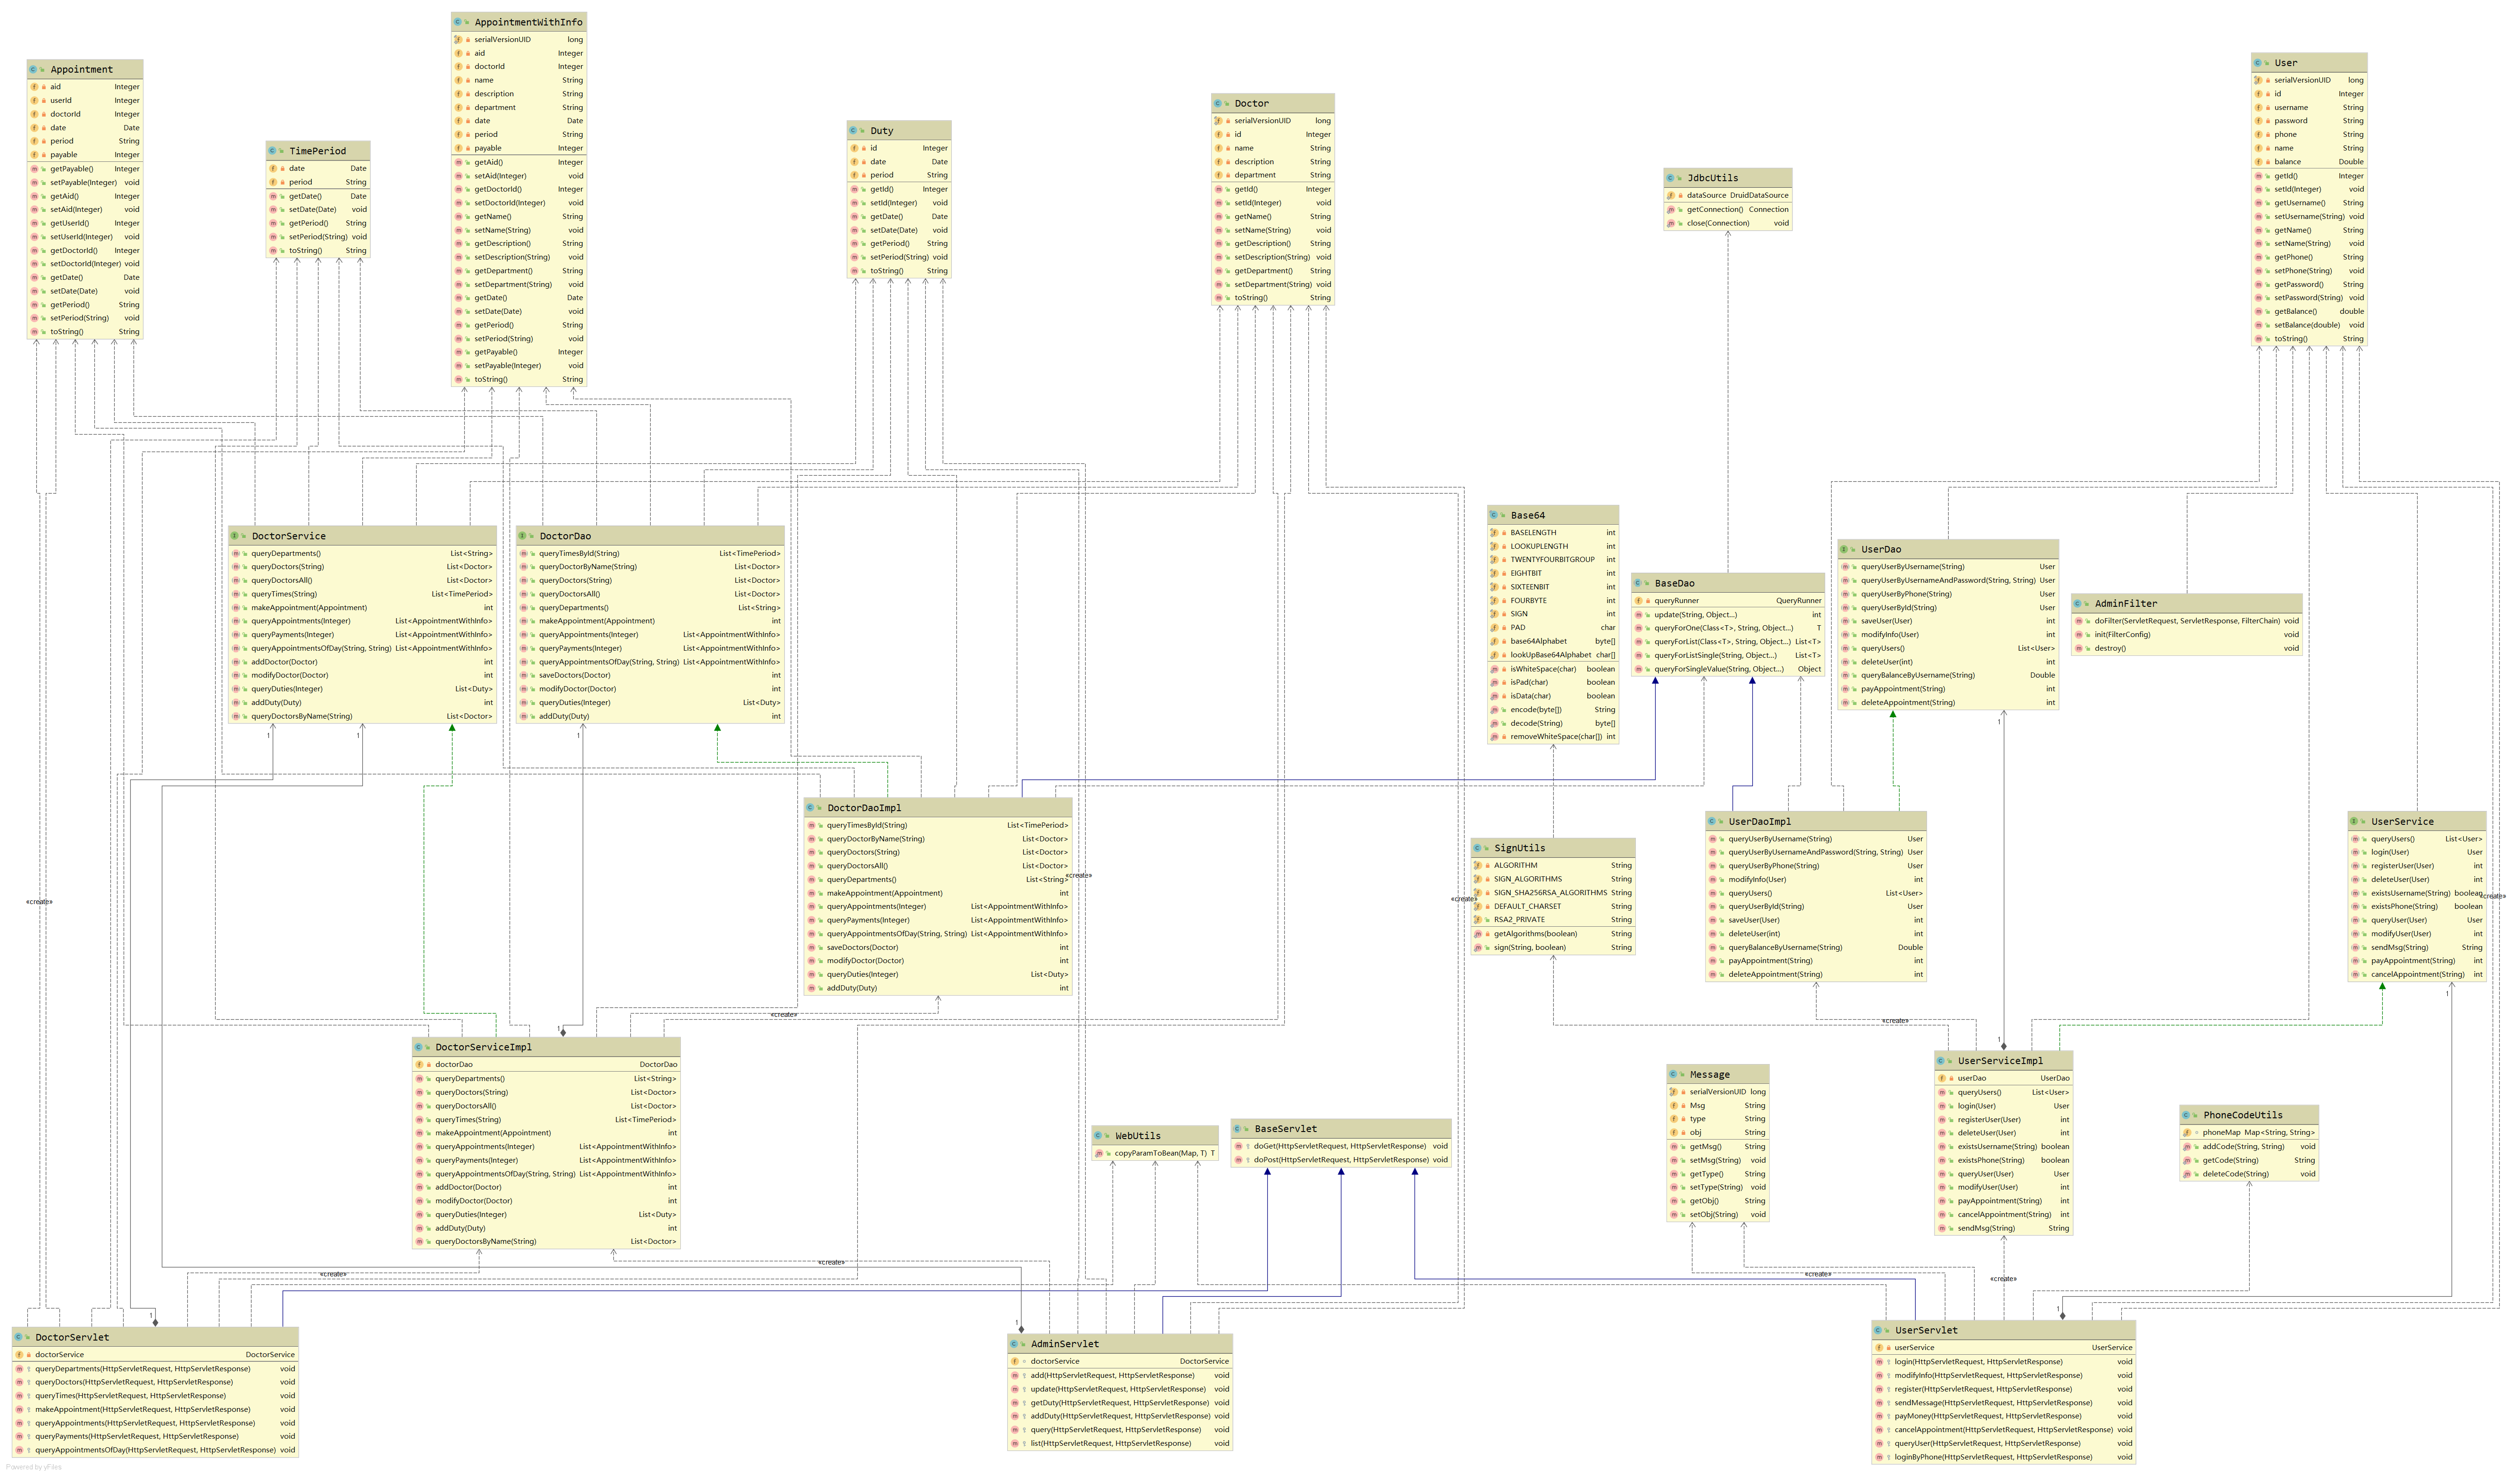 AppointmentWithInfo
serialVersionUID long
aid Integer
doctorId Integer
name String
description String
department String
date Date
period String
payable Integer
getAid() Integer
setAid(Integer) void
getDoctorId() Integer
setDoctorId(Integer) void
getName() String
setName(String) void
getDescription() String
setDescription(String) void
getDepartment() String
setDepartment(String) void
getDate() Date
setDate(Date) void
getPeriod() String
setPeriod(String) void
getPayable() Integer
setPayable(Integer) void
toString() String
Appointment
aid Integer
userId Integer
doctorId Integer
date Date
period String
payable Integer
getPayable() Integer
setPayable(Integer) void
getAid() Integer
setAid(Integer) void
getUserId() Integer
setUserId(Integer) void
getDoctorId() Integer
setDoctorId(Integer) void
getDate() Date
setDate(Date) void
getPeriod() String
setPeriod(String) void
toString() String
TimePeriod
date Date
period String
getDate() Date
setDate(Date) void
getPeriod() String
setPeriod(String) void
toString() String
Duty
id Integer
date Date
period String
getId() Integer
setId(Integer) void
getDate() Date
setDate(Date) void
getPeriod() String
setPeriod(String) void
toString() String
Doctor
serialVersionUID long
id Integer
name String
description String
department String
getId() Integer
setId(Integer) void
getName() String
setName(String) void
getDescription() String
setDescription(String) void
getDepartment() String
setDepartment(String) void
toString() String
JdbcUtils
dataSource DruidDataSource
getConnection() Connection
close(Connection) void
User
serialVersionUID long
id Integer
username String
password String
phone String
name String
balance Double
getId() Integer
setId(Integer) void
getUsername() String
setUsername(String) void
getName() String
setName(String) void
getPhone() String
setPhone(String) void
getPassword() String
setPassword(String) void
getBalance() double
setBalance(double) void
toString() String
DoctorService
queryDepartments() List<String>
queryDoctors(String) List<Doctor>
queryDoctorsAll() List<Doctor>
queryTimes(String) List<TimePeriod>
makeAppointment(Appointment) int
queryAppointments(Integer) List<AppointmentWithInfo>
queryPayments(Integer) List<AppointmentWithInfo>
queryAppointmentsOfDay(String, String) List<AppointmentWithInfo>
addDoctor(Doctor) int
modifyDoctor(Doctor) int
queryDuties(Integer) List<Duty>
addDuty(Duty) int
queryDoctorsByName(String) List<Doctor>
DoctorDao
queryTimesById(String) List<TimePeriod>
queryDoctorByName(String) List<Doctor>
queryDoctors(String) List<Doctor>
queryDoctorsAll() List<Doctor>
queryDepartments() List<String>
makeAppointment(Appointment) int
queryAppointments(Integer) List<AppointmentWithInfo>
queryPayments(Integer) List<AppointmentWithInfo>
queryAppointmentsOfDay(String, String) List<AppointmentWithInfo>
saveDoctors(Doctor) int
modifyDoctor(Doctor) int
queryDuties(Integer) List<Duty>
addDuty(Duty) int
Base64
BASELENGTH int
LOOKUPLENGTH int
TWENTYFOURBITGROUP int
EIGHTBIT int
SIXTEENBIT int
FOURBYTE int
SIGN int
PAD char
base64Alphabet byte[]
lookUpBase64Alphabet char[]
isWhiteSpace(char) boolean
isPad(char) boolean
isData(char) boolean
encode(byte[]) String
decode(String) byte[]
removeWhiteSpace(char[]) int
BaseDao
queryRunner QueryRunner
update(String, Object...) int
queryForOne(Class<T>, String, Object...) T
queryForList(Class<T>, String, Object...) List<T>
queryForListSingle(String, Object...) List<T>
queryForSingleValue(String, Object...) Object
UserDao
queryUserByUsername(String) User
queryUserByUsernameAndPassword(String, String) User
queryUserByPhone(String) User
queryUserById(String) User
saveUser(User) int
modifyInfo(User) int
queryUsers() List<User>
deleteUser(int) int
queryBalanceByUsername(String) Double
payAppointment(String) int
deleteAppointment(String) int
AdminFilter
doFilter(ServletRequest, ServletResponse, FilterChain) void
init(FilterConfig) void
destroy() void
1
1
1
1
DoctorDaoImpl
queryTimesById(String) List<TimePeriod>
queryDoctorByName(String) List<Doctor>
queryDoctors(String) List<Doctor>
queryDoctorsAll() List<Doctor>
queryDepartments() List<String>
makeAppointment(Appointment) int
queryAppointments(Integer) List<AppointmentWithInfo>
queryPayments(Integer) List<AppointmentWithInfo>
queryAppointmentsOfDay(String, String) List<AppointmentWithInfo>
saveDoctors(Doctor) int
modifyDoctor(Doctor) int
queryDuties(Integer) List<Duty>
addDuty(Duty) int
«create»
«create»
«create»
«create»
SignUtils
ALGORITHM String
SIGN_ALGORITHMS String
SIGN_SHA256RSA_ALGORITHMS String
DEFAULT_CHARSET String
RSA2_PRIVATE String
getAlgorithms(boolean) String
sign(String, boolean) String
UserDaoImpl
queryUserByUsername(String) User
queryUserByUsernameAndPassword(String, String) User
queryUserByPhone(String) User
modifyInfo(User) int
queryUsers() List<User>
queryUserById(String) User
saveUser(User) int
deleteUser(int) int
queryBalanceByUsername(String) Double
payAppointment(String) int
deleteAppointment(String) int
UserService
queryUsers() List<User>
login(User) User
registerUser(User) int
deleteUser(User) int
existsUsername(String) boolean
existsPhone(String) boolean
queryUser(User) User
modifyUser(User) int
sendMsg(String) String
payAppointment(String) int
cancelAppointment(String) int
1
«create»
«create»
1
1
DoctorServiceImpl
doctorDao DoctorDao
queryDepartments() List<String>
queryDoctors(String) List<Doctor>
queryDoctorsAll() List<Doctor>
queryTimes(String) List<TimePeriod>
makeAppointment(Appointment) int
queryAppointments(Integer) List<AppointmentWithInfo>
queryPayments(Integer) List<AppointmentWithInfo>
queryAppointmentsOfDay(String, String) List<AppointmentWithInfo>
addDoctor(Doctor) int
modifyDoctor(Doctor) int
queryDuties(Integer) List<Duty>
addDuty(Duty) int
queryDoctorsByName(String) List<Doctor>
WebUtils
copyParamToBean(Map, T) T
BaseServlet
doGet(HttpServletRequest, HttpServletResponse) void
doPost(HttpServletRequest, HttpServletResponse) void
Message
serialVersionUID long
Msg String
type String
obj String
getMsg() String
setMsg(String) void
getType() String
setType(String) void
getObj() String
setObj(String) void
UserServiceImpl
userDao UserDao
queryUsers() List<User>
login(User) User
registerUser(User) int
deleteUser(User) int
existsUsername(String) boolean
existsPhone(String) boolean
queryUser(User) User
modifyUser(User) int
payAppointment(String) int
cancelAppointment(String) int
sendMsg(String) String
PhoneCodeUtils
phoneMap Map<String, String>
addCode(String, String) void
getCode(String) String
deleteCode(String) void
«create»
«create»
«create»
«create»
1
1
1
DoctorServlet
doctorService DoctorService
queryDepartments(HttpServletRequest, HttpServletResponse) void
queryDoctors(HttpServletRequest, HttpServletResponse) void
queryTimes(HttpServletRequest, HttpServletResponse) void
makeAppointment(HttpServletRequest, HttpServletResponse) void
queryAppointments(HttpServletRequest, HttpServletResponse) void
queryPayments(HttpServletRequest, HttpServletResponse) void
queryAppointmentsOfDay(HttpServletRequest, HttpServletResponse) void
AdminServlet
doctorService DoctorService
add(HttpServletRequest, HttpServletResponse) void
update(HttpServletRequest, HttpServletResponse) void
getDuty(HttpServletRequest, HttpServletResponse) void
addDuty(HttpServletRequest, HttpServletResponse) void
query(HttpServletRequest, HttpServletResponse) void
list(HttpServletRequest, HttpServletResponse) void
UserServlet
userService UserService
login(HttpServletRequest, HttpServletResponse) void
modifyInfo(HttpServletRequest, HttpServletResponse) void
register(HttpServletRequest, HttpServletResponse) void
sendMessage(HttpServletRequest, HttpServletResponse) void
payMoney(HttpServletRequest, HttpServletResponse) void
cancelAppointment(HttpServletRequest, HttpServletResponse) void
queryUser(HttpServletRequest, HttpServletResponse) void
loginByPhone(HttpServletRequest, HttpServletResponse) void
Powered by yFiles